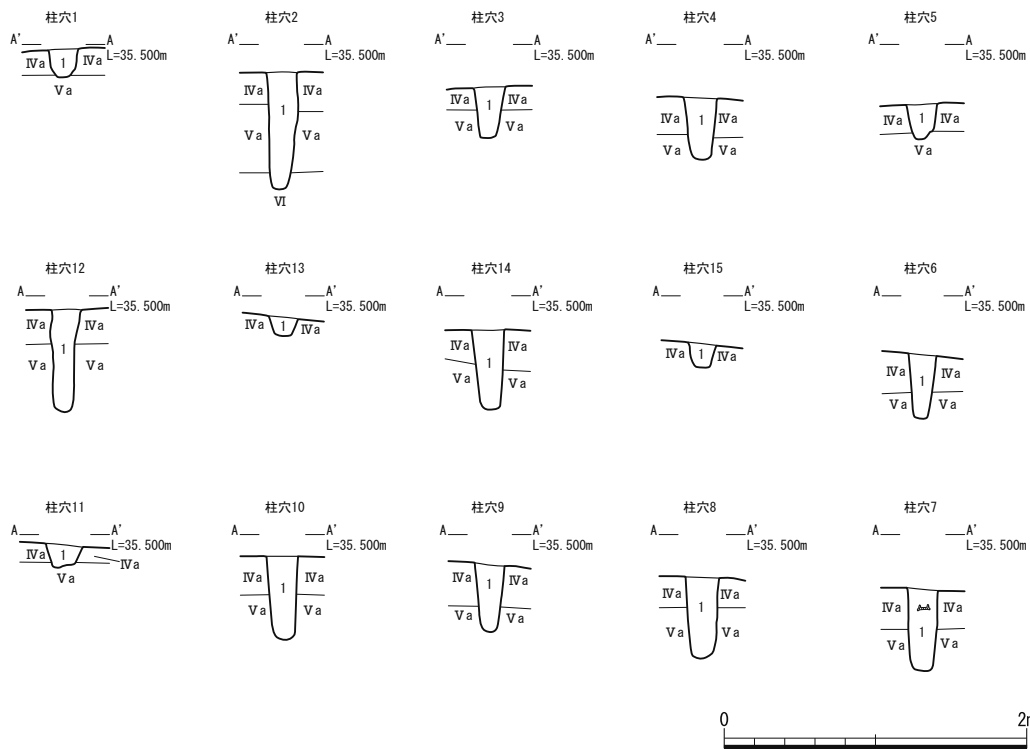 柱穴1
A' A
L=35.500m
Ⅳa 1 Ⅳa
Ⅴa
柱穴2
A' A
L=35.500m
Ⅳa Ⅳa
1
Ⅴa Ⅴa
Ⅵ
柱穴3
A' A
L=35.500m
Ⅳa 1 Ⅳa
Ⅴa Ⅴa
柱穴4
A' A
L=35.500m
Ⅳa 1 Ⅳa
Ⅴa Ⅴa
柱穴5
A' A
L=35.500m
Ⅳa 1 Ⅳa
Ⅴa
柱穴12
A A'
L=35.500m
Ⅳa Ⅳa
1
Ⅴa Ⅴa
柱穴13
A A'
L=35.500m
Ⅳa 1 Ⅳa
柱穴14
A A'
L=35.500m
Ⅳa Ⅳa
1
Ⅴa Ⅴa
柱穴15
A A'
L=35.500m
Ⅳa 1 Ⅳa
柱穴6
A A'
L=35.500m
Ⅳa Ⅳa
1
Ⅴa Ⅴa
柱穴11
A A'
L=35.500m
Ⅳa 1
Ⅳa
Ⅴa
柱穴10
A A'
L=35.500m
Ⅳa Ⅳa
1
Ⅴa Ⅴa
柱穴9
A A'
L=35.500m
Ⅳa 1 Ⅳa
Ⅴa Ⅴa
柱穴8
A A'
L=35.500m
Ⅳa Ⅳa
1
Ⅴa Ⅴa
柱穴7
A A'
L=35.500m
Ⅳa Ⅳa
1
Ⅴa Ⅴa
0 2